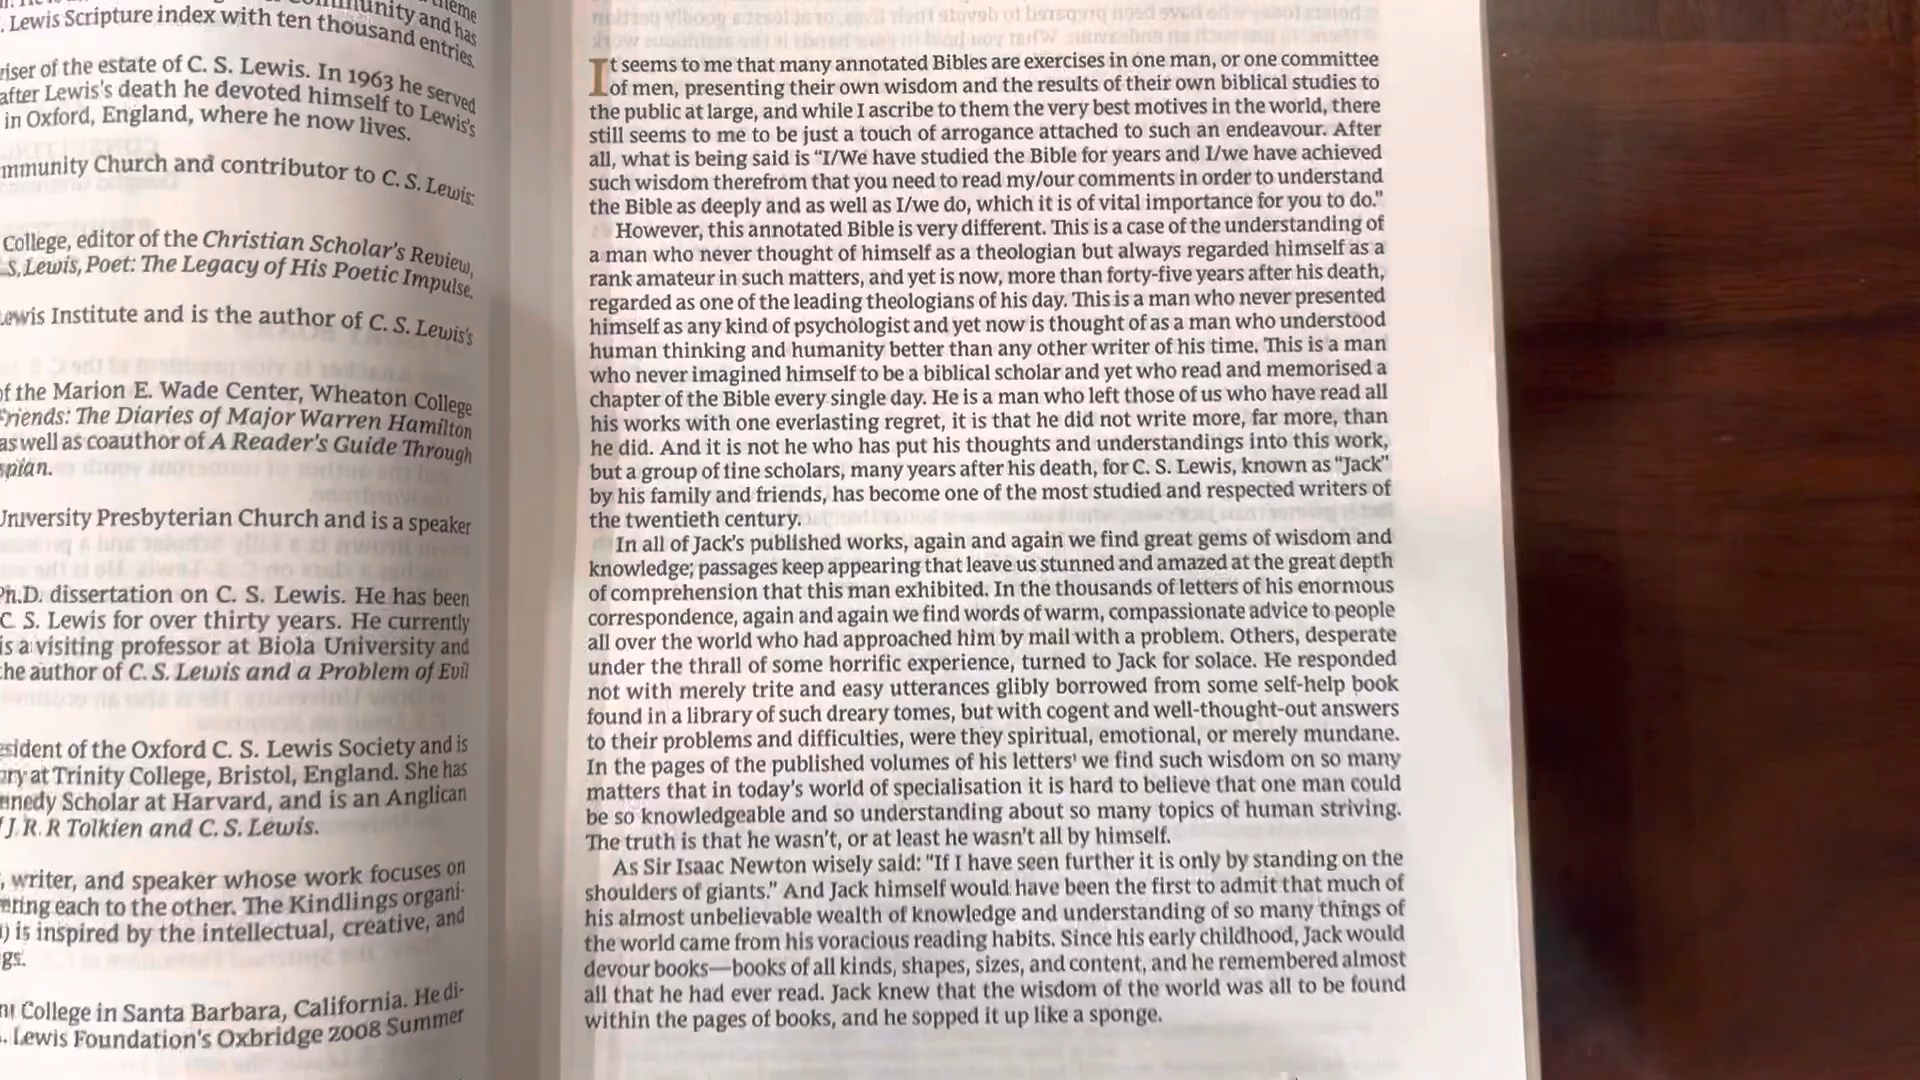 theme
community and has
Lewis Scripture index with ten thousand entries.
riser of the estate of C. S. Lewis. In 1963 he served
after Lewis's death he devoted himself to Lewis's
in Oxford, England, where he now lives.
mmunity Church and contributor to C. S. Lewis:
College, editor of the Christian Scholar's Review,
S. Lewis, Poet: The Legacy of His Poetic Impulse.
ewis Institute and is the author of C. S. Lewis's
of the Marion E. Wade Center, Wheaton College
Friends: The Diaries of Major Warren Hamilton
as well as coauthor of A Reader's Guide Through
spian.
University Presbyterian Church and is a speaker
Ph.D. dissertation on C. S. Lewis. He has been
C. S. Lewis for over thirty years. He currently
is a visiting professor at Biola University and
he author of C. S. Lewis and a Problem of Evil
esident of the Oxford C. S. Lewis Society and is
ary at Trinity College, Bristol, England. She has
nnedy Scholar at Harvard, and is an Anglican
J. R. R Tolkien and C. S. Lewis.
, writer, and speaker whose work focuses on
ering each to the other. The Kindlings organi-
) is inspired by the intellectual, creative, and
gs.
nt College in Santa Barbara, California. He di-
. Lewis Foundation's Oxbridge 2008 Summer
It seems to me that many annotated Bibles are exercises in one man, or one committee
of men, presenting their own wisdom and the results of their own biblical studies to
the public at large, and while I ascribe to them the very best motives in the world, there
still seems to me to be just a touch of arrogance attached to such an endeavour. After
all, what is being said is "I/We have studied the Bible for years and I/we have achieved
such wisdom therefrom that you need to read my/our comments in order to understand
the Bible as deeply and as well as I/we do, which it is of vital importance for you to do."
However, this annotated Bible is very different. This is a case of the understanding of
a man who never thought of himself as a theologian but always regarded himself as a
rank amateur in such matters, and yet is now, more than forty-five years after his death,
regarded as one of the leading theologians of his day. This is a man who never presented
himself as any kind of psychologist and yet now is thought of as a man who understood
human thinking and humanity better than any other writer of his time. This is a man
who never imagined himself to be a biblical scholar and yet who read and memorised a
chapter of the Bible every single day. He is a man who left those of us who have read all
his works with one everlasting regret, it is that he did not write more, far more, than
he did. And it is not he who has put his thoughts and understandings into this work,
but a group of fine scholars, many years after his death, for C. S. Lewis, known as "Jack"
by his family and friends, has become one of the most studied and respected writers of
the twentieth century.
In all of Jack's published works, again and again we find great gems of wisdom and
knowledge; passages keep appearing that leave us stunned and amazed at the great depth
of comprehension that this man exhibited. In the thousands of letters of his enormous
correspondence, again and again we find words of warm, compassionate advice to people
all over the world who had approached him by mail with a problem. Others, desperate
under the thrall of some horrific experience, turned to Jack for solace. He responded
not with merely trite and easy utterances glibly borrowed from some self-help book
found in a library of such dreary tomes, but with cogent and well-thought-out answers
to their problems and difficulties, were they spiritual, emotional, or merely mundane.
In the pages of the published volumes of his letters¹ we find such wisdom on so many
matters that in today's world of specialisation it is hard to believe that one man could
be so knowledgeable and so understanding about so many topics of human striving.
The truth is that he wasn't, or at least he wasn't all by himself.
As Sir Isaac Newton wisely said: "If I have seen further it is only by standing on the
shoulders of giants." And Jack himself would have been the first to admit that much of
his almost unbelievable wealth of knowledge and understanding of so many things of
the world came from his voracious reading habits. Since his early childhood, Jack would
devour books—books of all kinds, shapes, sizes, and content, and he remembered almost
all that he had ever read. Jack knew that the wisdom of the world was all to be found
within the pages of books, and he sopped it up like a sponge.